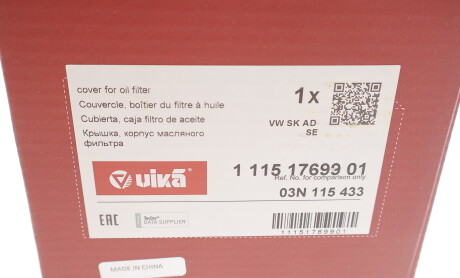 cover for oil filter
Couvercle, boîtier du filtre à huile
Cubierta, caja filtro de aceite
Крышка, корпус масляного
фильтра
1x
VW SK AD
SE
vika
1 115 17699 01
Ref. No. for comparison only
03N 115 433
EAC
TecDoc
DATA SUPPLIER
11151769901
MADE IN CHINA